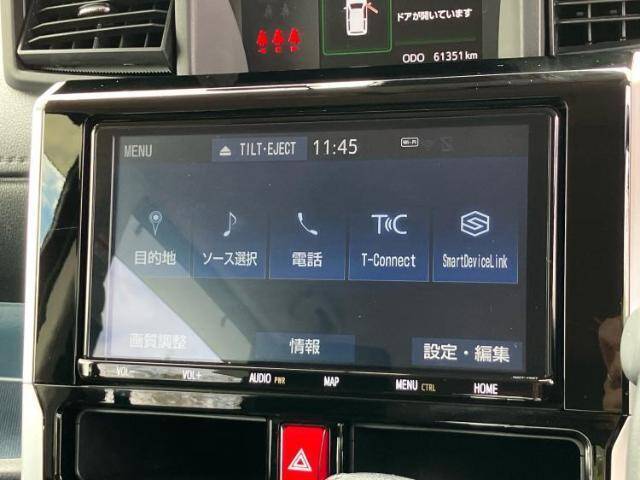 ドアが開いています
ODO 61351km
MENU TILT·EJECT 11:45 Wi-Fi
目的地 ソース選択 電話 T-Connect SmartDeviceLink
画質調整 情報 設定・編集
VOL- VOL+ AUDIO PWR MAP MENU CTRL HOME